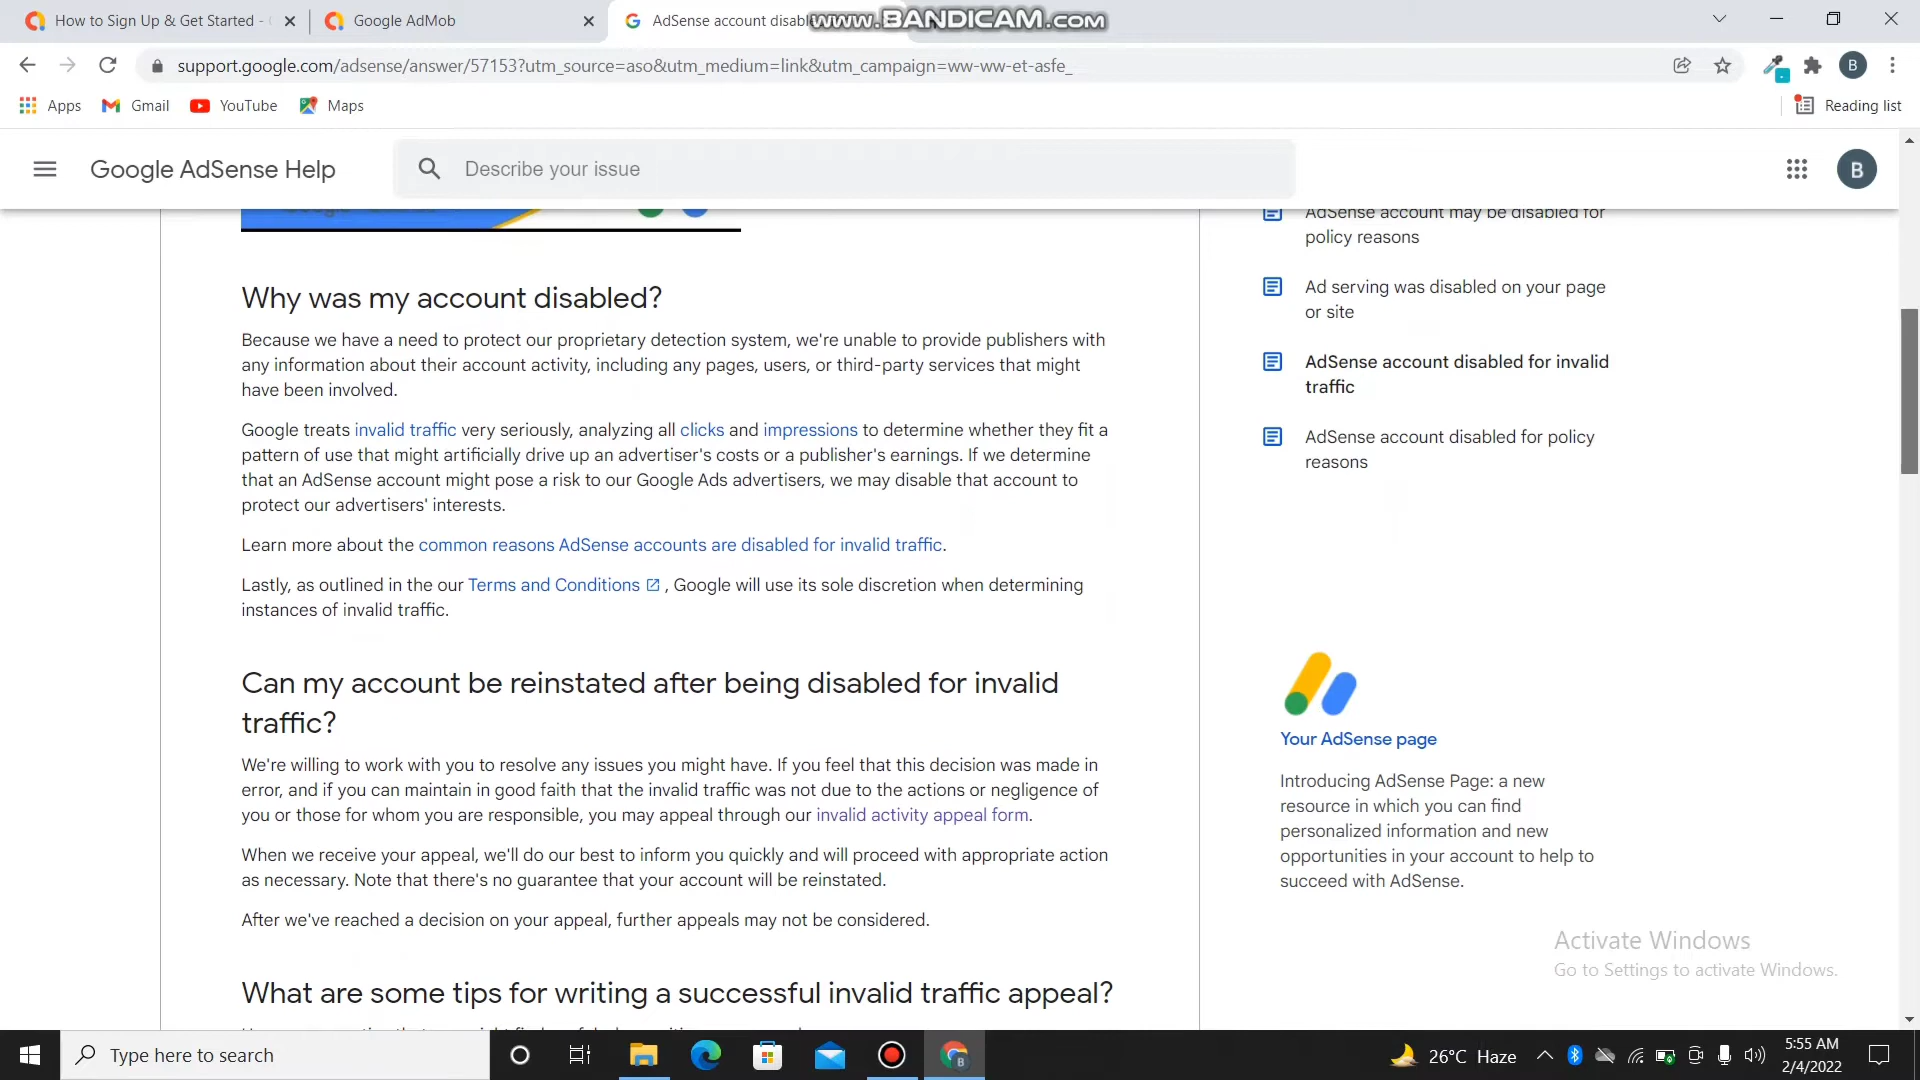 How to Sign Up & Get Started -
Google AdMob
AdSense account disabl
www.BANDICAM.com
support.google.com/adsense/answer/57153?utm_source=aso&utm_medium=link&utm_campaign=ww-ww-et-asfe_
B
Apps
Gmail
YouTube
Maps
Reading list
Google AdSense Help
Describe your issue
B
AdSense account may be disabled for
policy reasons
Ad serving was disabled on your page
or site
AdSense account disabled for invalid
traffic
AdSense account disabled for policy
reasons
Why was my account disabled?
Because we have a need to protect our proprietary detection system, we're unable to provide publishers with
any information about their account activity, including any pages, users, or third-party services that might
have been involved.
Google treats invalid traffic very seriously, analyzing all clicks and impressions to determine whether they fit a
pattern of use that might artificially drive up an advertiser's costs or a publisher's earnings. If we determine
that an AdSense account might pose a risk to our Google Ads advertisers, we may disable that account to
protect our advertisers' interests.
Learn more about the common reasons AdSense accounts are disabled for invalid traffic.
Lastly, as outlined in the our Terms and Conditions , Google will use its sole discretion when determining
instances of invalid traffic.
Can my account be reinstated after being disabled for invalid
traffic?
We're willing to work with you to resolve any issues you might have. If you feel that this decision was made in
error, and if you can maintain in good faith that the invalid traffic was not due to the actions or negligence of
you or those for whom you are responsible, you may appeal through our invalid activity appeal form.
When we receive your appeal, we'll do our best to inform you quickly and will proceed with appropriate action
as necessary. Note that there's no guarantee that your account will be reinstated.
After we've reached a decision on your appeal, further appeals may not be considered.
What are some tips for writing a successful invalid traffic appeal?
Your AdSense page
Introducing AdSense Page: a new
resource in which you can find
personalized information and new
opportunities in your account to help to
succeed with AdSense.
Activate Windows
Go to Settings to activate Windows.
Type here to search
B
26°C Haze
5:55 AM
2/4/2022